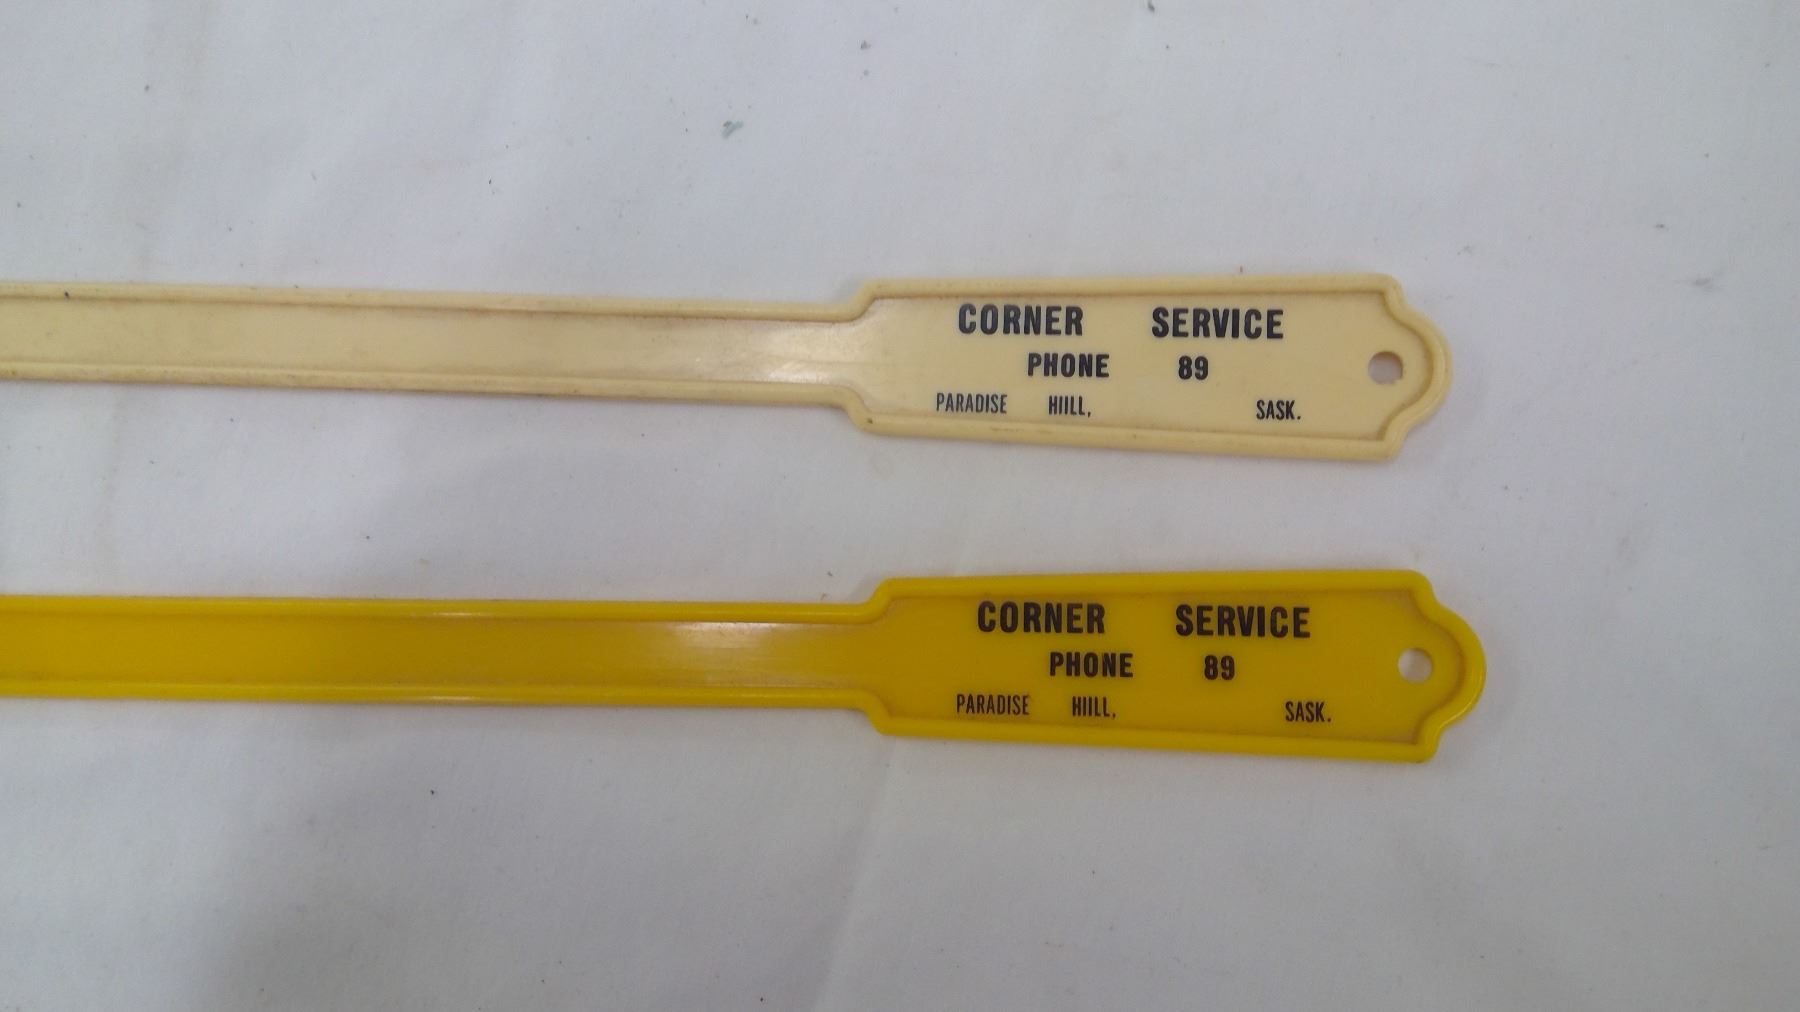 CORNER SERVICE
PHONE 89
PARADISE HIILL, SASK.
CORNER SERVICE
PHONE 89
PARADISE HIILL, SASK.